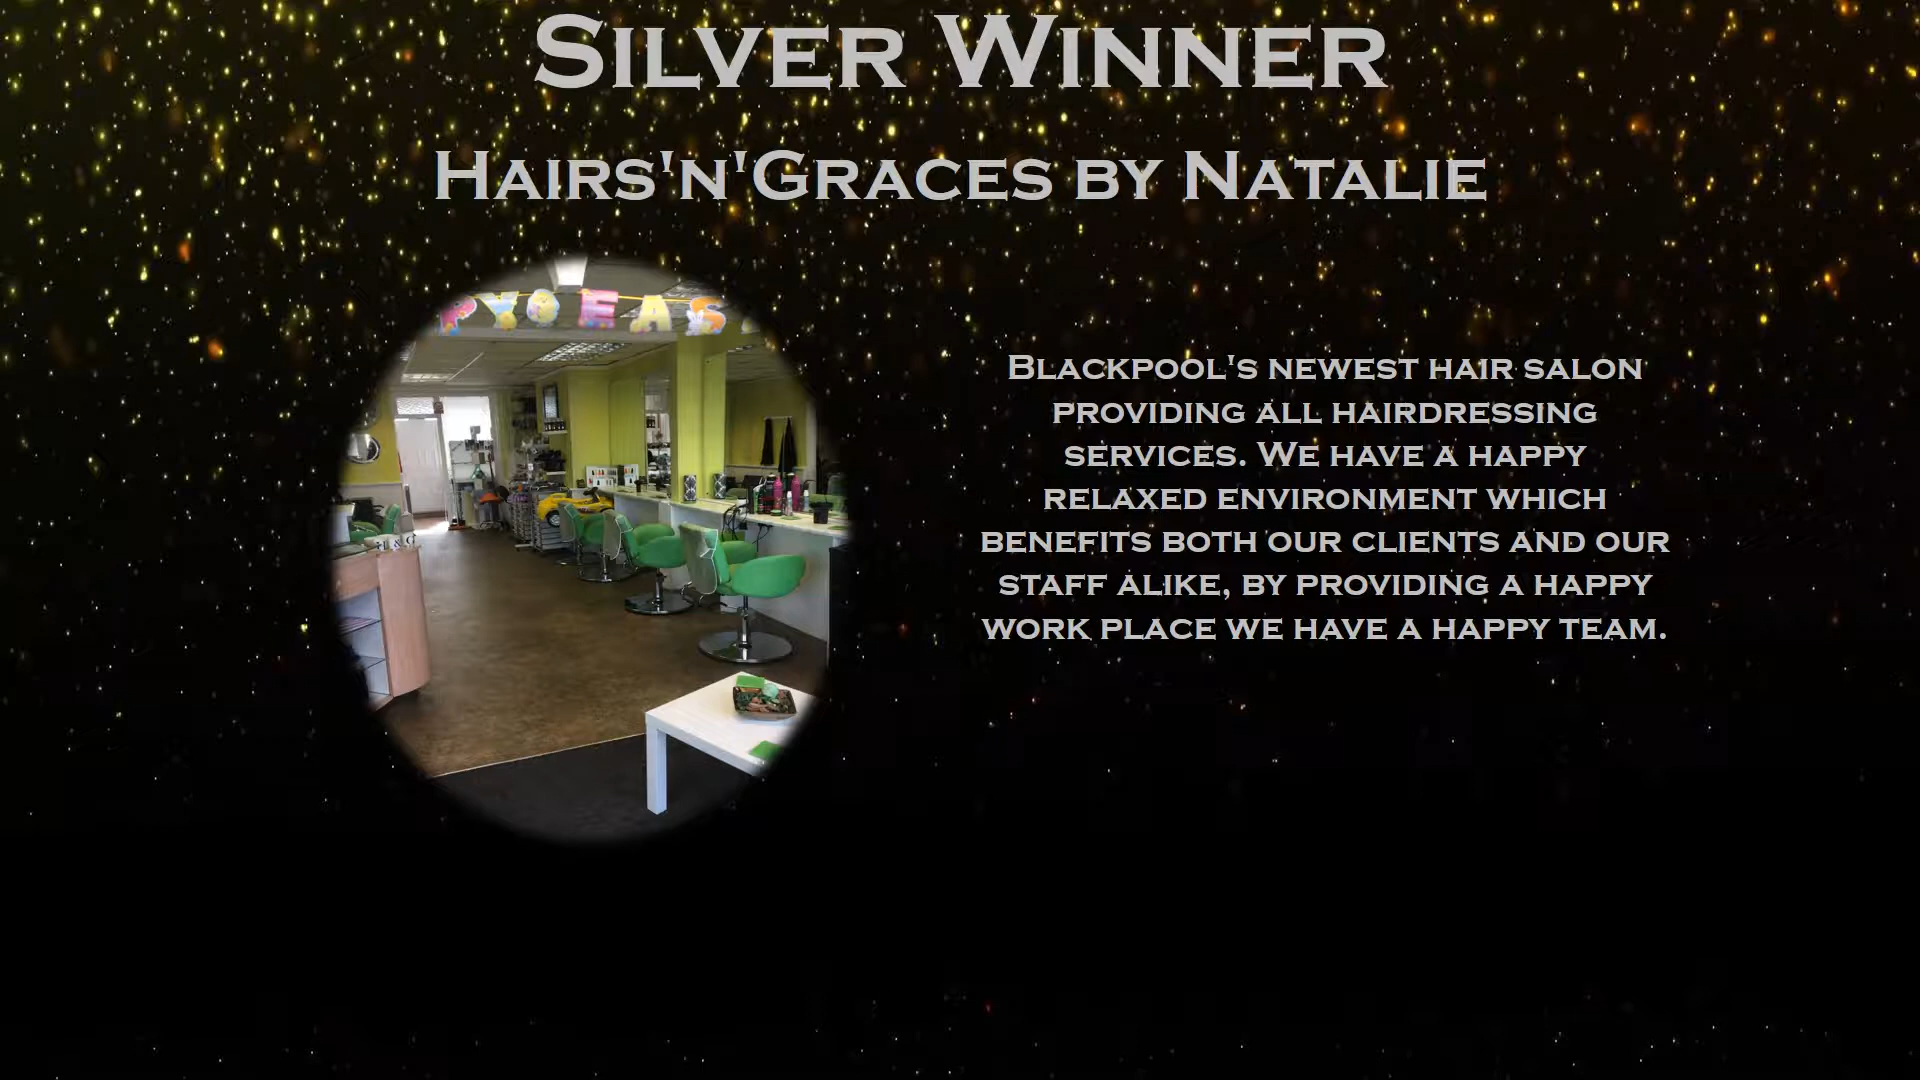 Silver Winner
Hairs'n'Graces by Natalie
P Y E A S
Blackpool's newest hair salon
providing all hairdressing
services. We have a happy
relaxed environment which
benefits both our clients and our
staff alike, by providing a happy
work place we have a happy team.
H & G